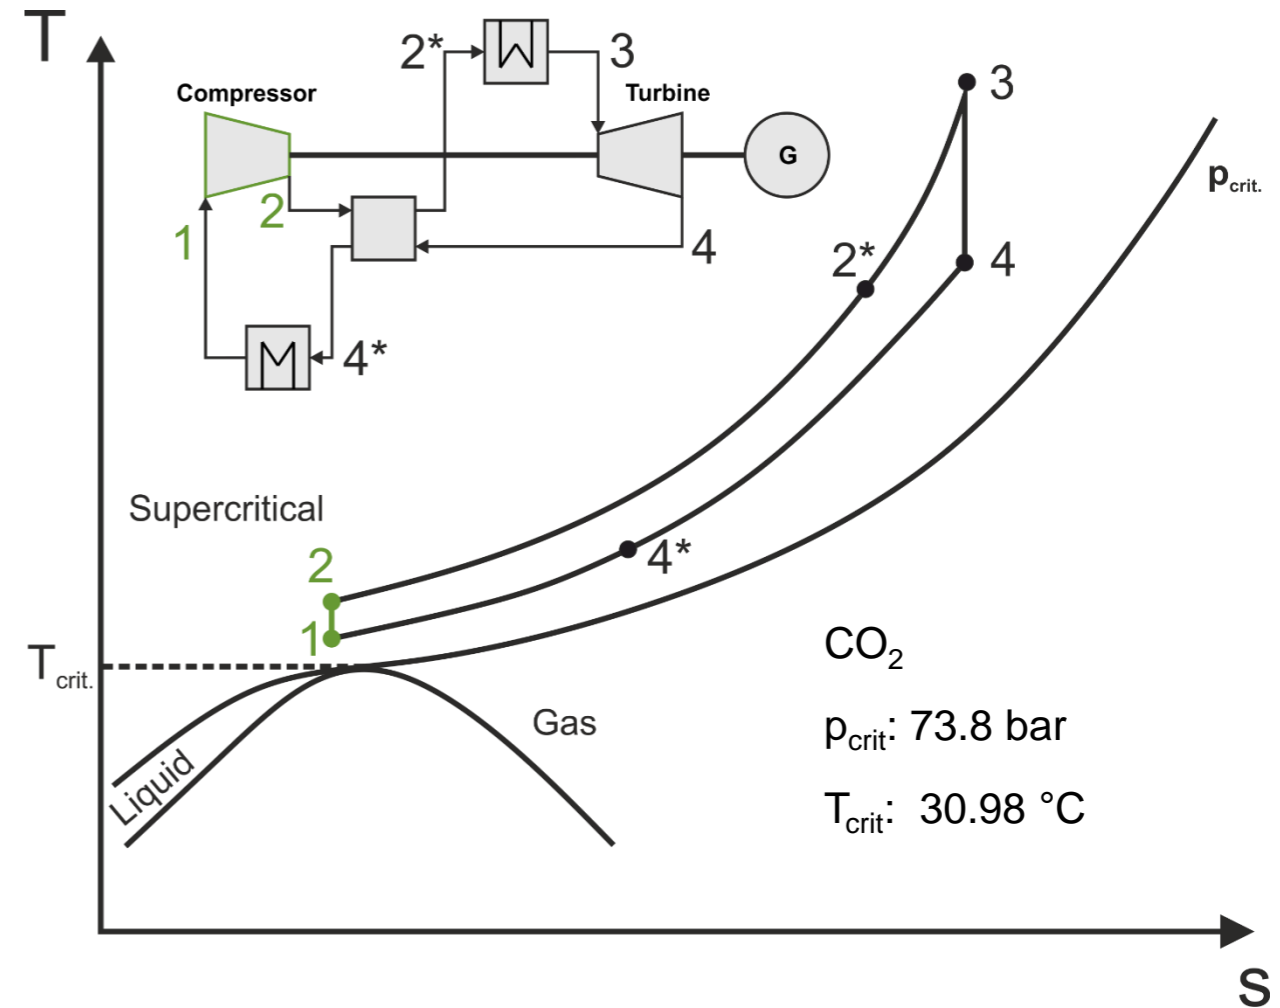 T
2*
3
Compressor
Turbine
G
1
2
4
4*
3
p_crit.
2*
4
Supercritical
2
4*
1
T_crit.
CO₂
Gas
p_crit: 73.8 bar
Liquid
T_crit: 30.98 °C
S